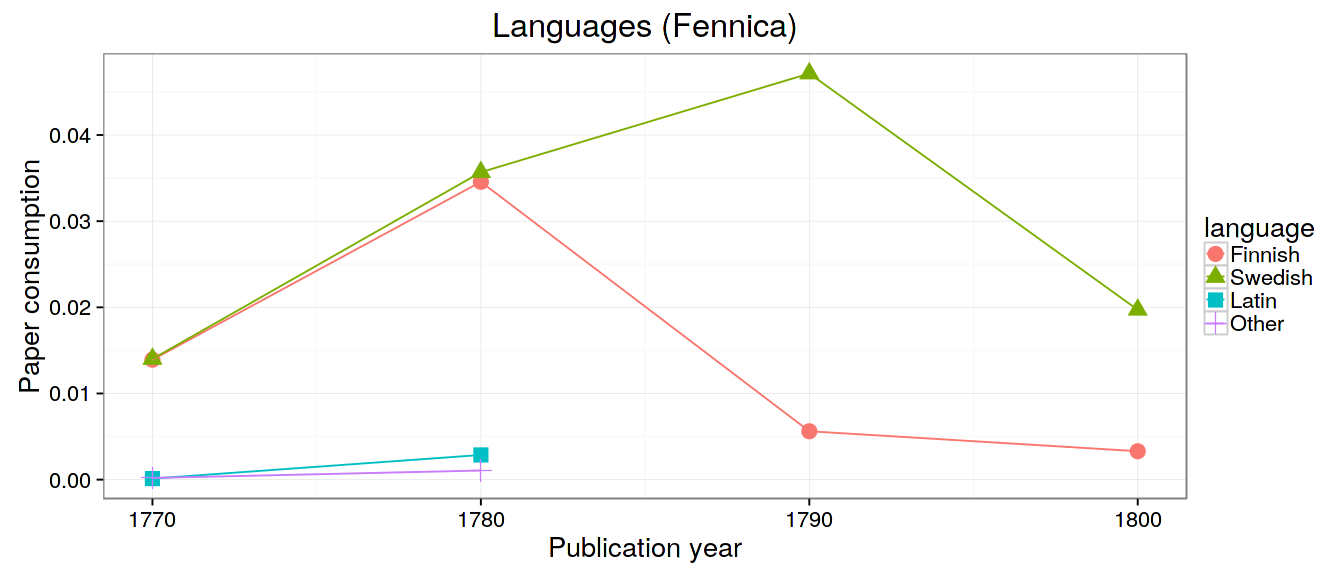 Languages (Fennica)
Paper consumption
0.04
0.03
0.02
0.01
0.00
1770 1780 1790 1800
Publication year
language
Finnish
Swedish
Latin
Other